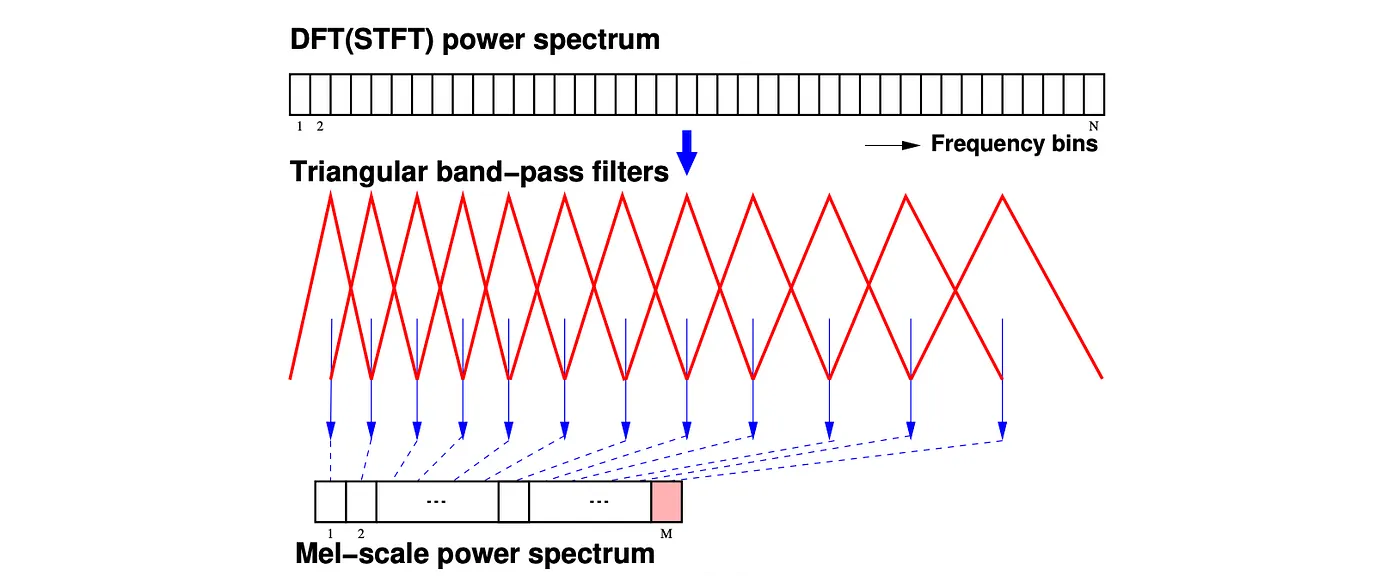 DFT(STFT) power spectrum
1 2 N
Frequency bins
Triangular band−pass filters
--- ---
1 2 M
Mel−scale power spectrum